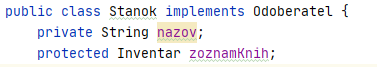 public class Stanok implements Odoberatel {
private String nazov;
protected Inventar zoznamKnih;